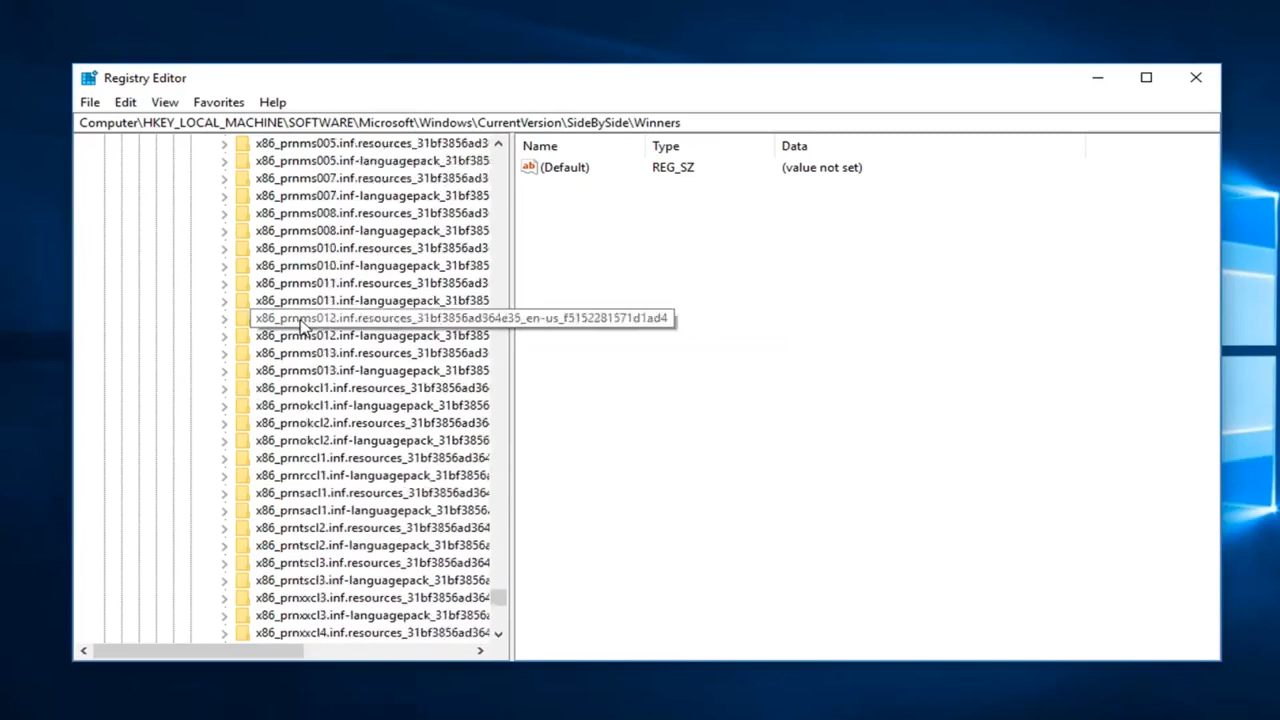 Registry Editor
File Edit View Favorites Help
Computer\HKEY_LOCAL_MACHINE\SOFTWARE\Microsoft\Windows\CurrentVersion\SideBySide\Winners
Name Type Data
ab (Default) REG_SZ (value not set)
x86_prnms005.inf.resources_31bf3856ad3
x86_prnms005.inf-languagepack_31bf385
x86_prnms007.inf.resources_31bf3856ad3
x86_prnms007.inf-languagepack_31bf385
x86_prnms008.inf.resources_31bf3856ad3
x86_prnms008.inf-languagepack_31bf385
x86_prnms010.inf.resources_31bf3856ad3
x86_prnms010.inf-languagepack_31bf385
x86_prnms011.inf.resources_31bf3856ad3
x86_prnms011.inf-languagepack_31bf385
x86_prnms012.inf.resources_31bf3856ad364e35_en-us_f5152281571d1ad4
x86_prnms012.inf-languagepack_31bf385
x86_prnms013.inf.resources_31bf3856ad3
x86_prnms013.inf-languagepack_31bf385
x86_prnokcl1.inf.resources_31bf3856ad36
x86_prnokcl1.inf-languagepack_31bf3856
x86_prnokcl2.inf.resources_31bf3856ad36
x86_prnokcl2.inf-languagepack_31bf3856
x86_prnrccl1.inf.resources_31bf3856ad364
x86_prnrccl1.inf-languagepack_31bf3856
x86_prnsacl1.inf.resources_31bf3856ad364
x86_prnsacl1.inf-languagepack_31bf3856
x86_prntscl2.inf.resources_31bf3856ad364
x86_prntscl2.inf-languagepack_31bf3856a
x86_prntscl3.inf.resources_31bf3856ad364
x86_prntscl3.inf-languagepack_31bf3856a
x86_prnxxcl3.inf.resources_31bf3856ad364
x86_prnxxcl3.inf-languagepack_31bf3856a
x86_prnxxcl4.inf.resources_31bf3856ad364